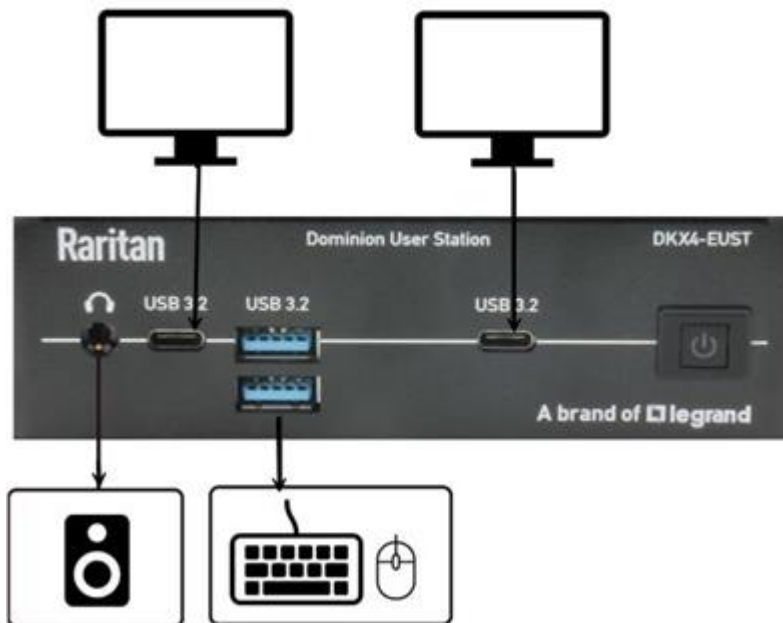 Raritan
Dominion User Station
DKX4-EUST
USB 3.2
USB 3.2
USB 3.2
A brand of legrand